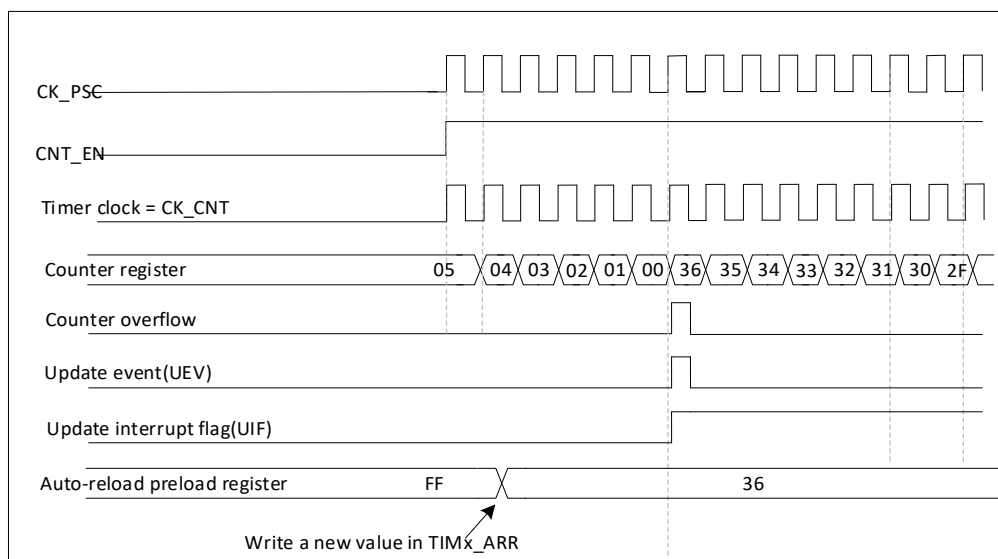 CK_PSC
CNT_EN
Timer clock = CK_CNT
Counter register 05 04 03 02 01 00 36 35 34 33 32 31 30 2F
Counter overflow
Update event(UEV)
Update interrupt flag(UIF)
Auto-reload preload register FF 36
Write a new value in TIMx_ARR